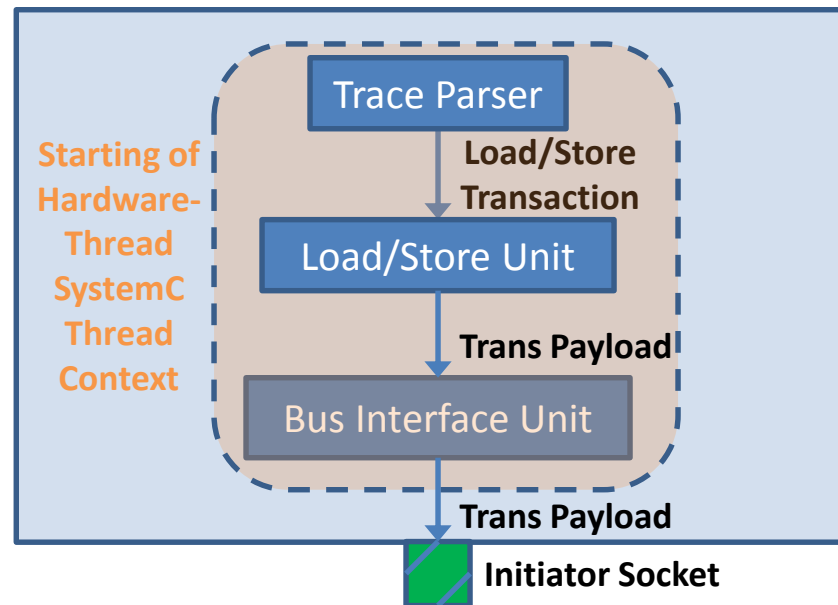 Trace Parser
Starting of
Hardware-
Thread
SystemC
Thread
Context
Load/Store
Transaction
Load/Store Unit
Trans Payload
Bus Interface Unit
Trans Payload
Initiator Socket